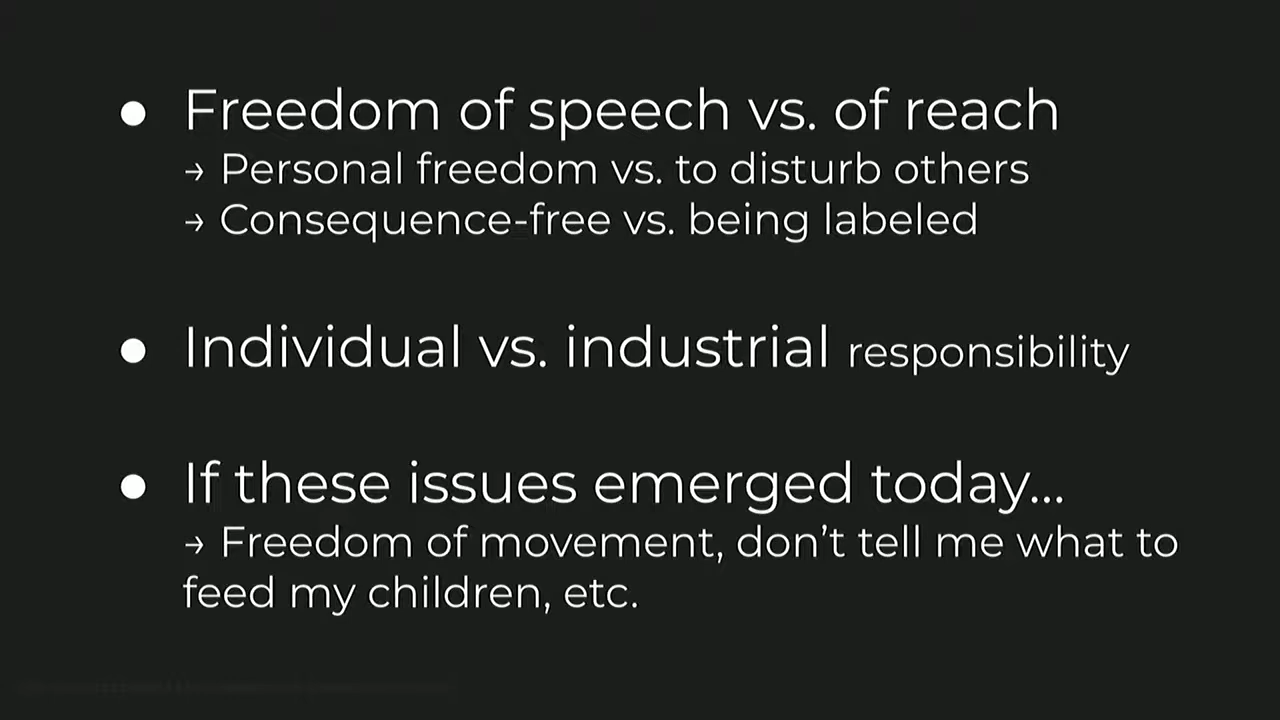 ● Freedom of speech vs. of reach
→ Personal freedom vs. to disturb others
→ Consequence-free vs. being labeled
● Individual vs. industrial responsibility
● If these issues emerged today...
→ Freedom of movement, don’t tell me what to
feed my children, etc.